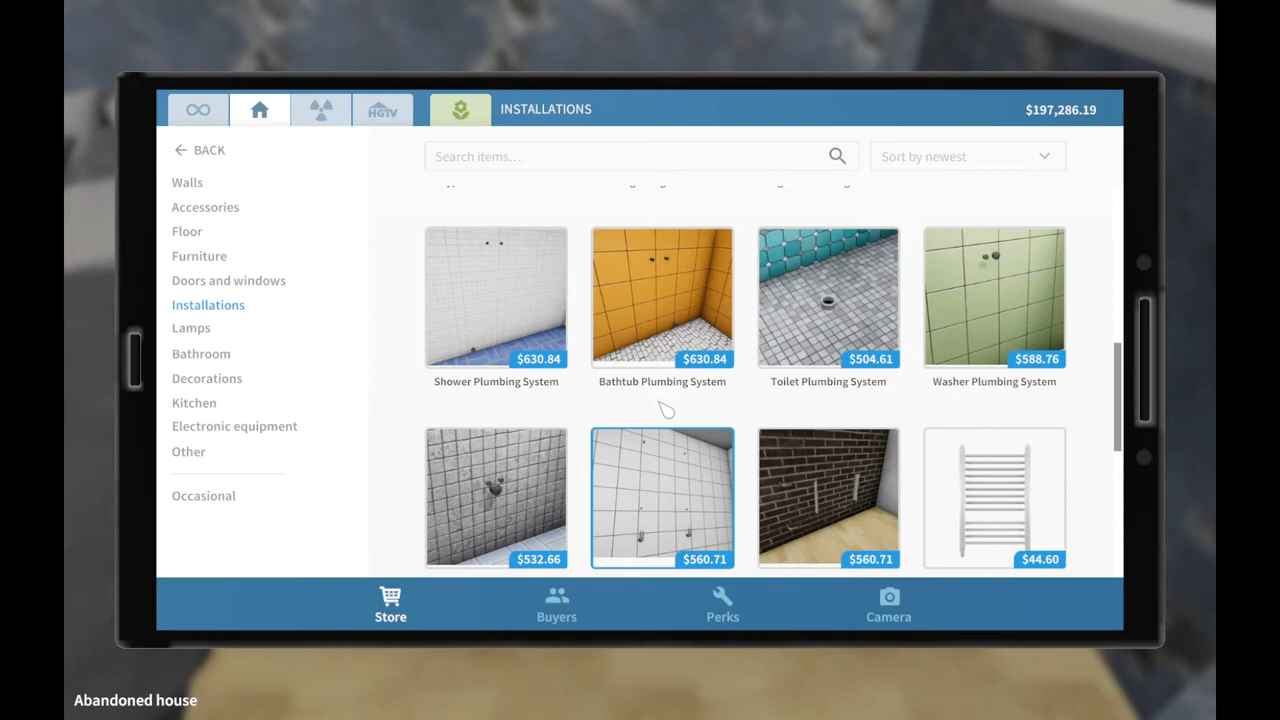 HGTV
INSTALLATIONS
$197,286.19
BACK
Search items...
Sort by newest
Walls
Accessories
Floor
Furniture
Doors and windows
Installations
Lamps
Bathroom
Decorations
Kitchen
Electronic equipment
Other
Occasional
$630.84
$630.84
$504.61
$588.76
Shower Plumbing System
Bathtub Plumbing System
Toilet Plumbing System
Washer Plumbing System
$532.66
$560.71
$560.71
$44.60
Store
Buyers
Perks
Camera
Abandoned house